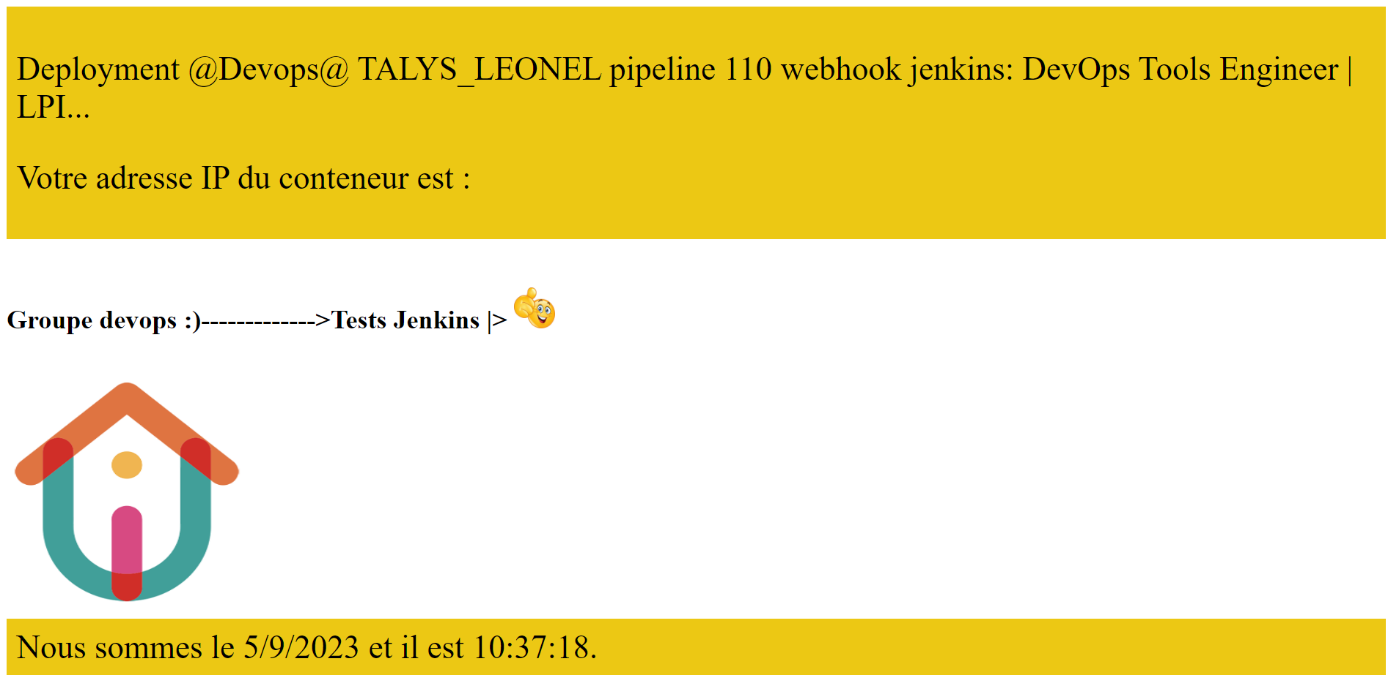 Deployment @Devops@ TALYS_LEONEL pipeline 110 webhook jenkins: DevOps Tools Engineer |
LPI...
Votre adresse IP du conteneur est :
Groupe devops :)------------->Tests Jenkins |>
Nous sommes le 5/9/2023 et il est 10:37:18.